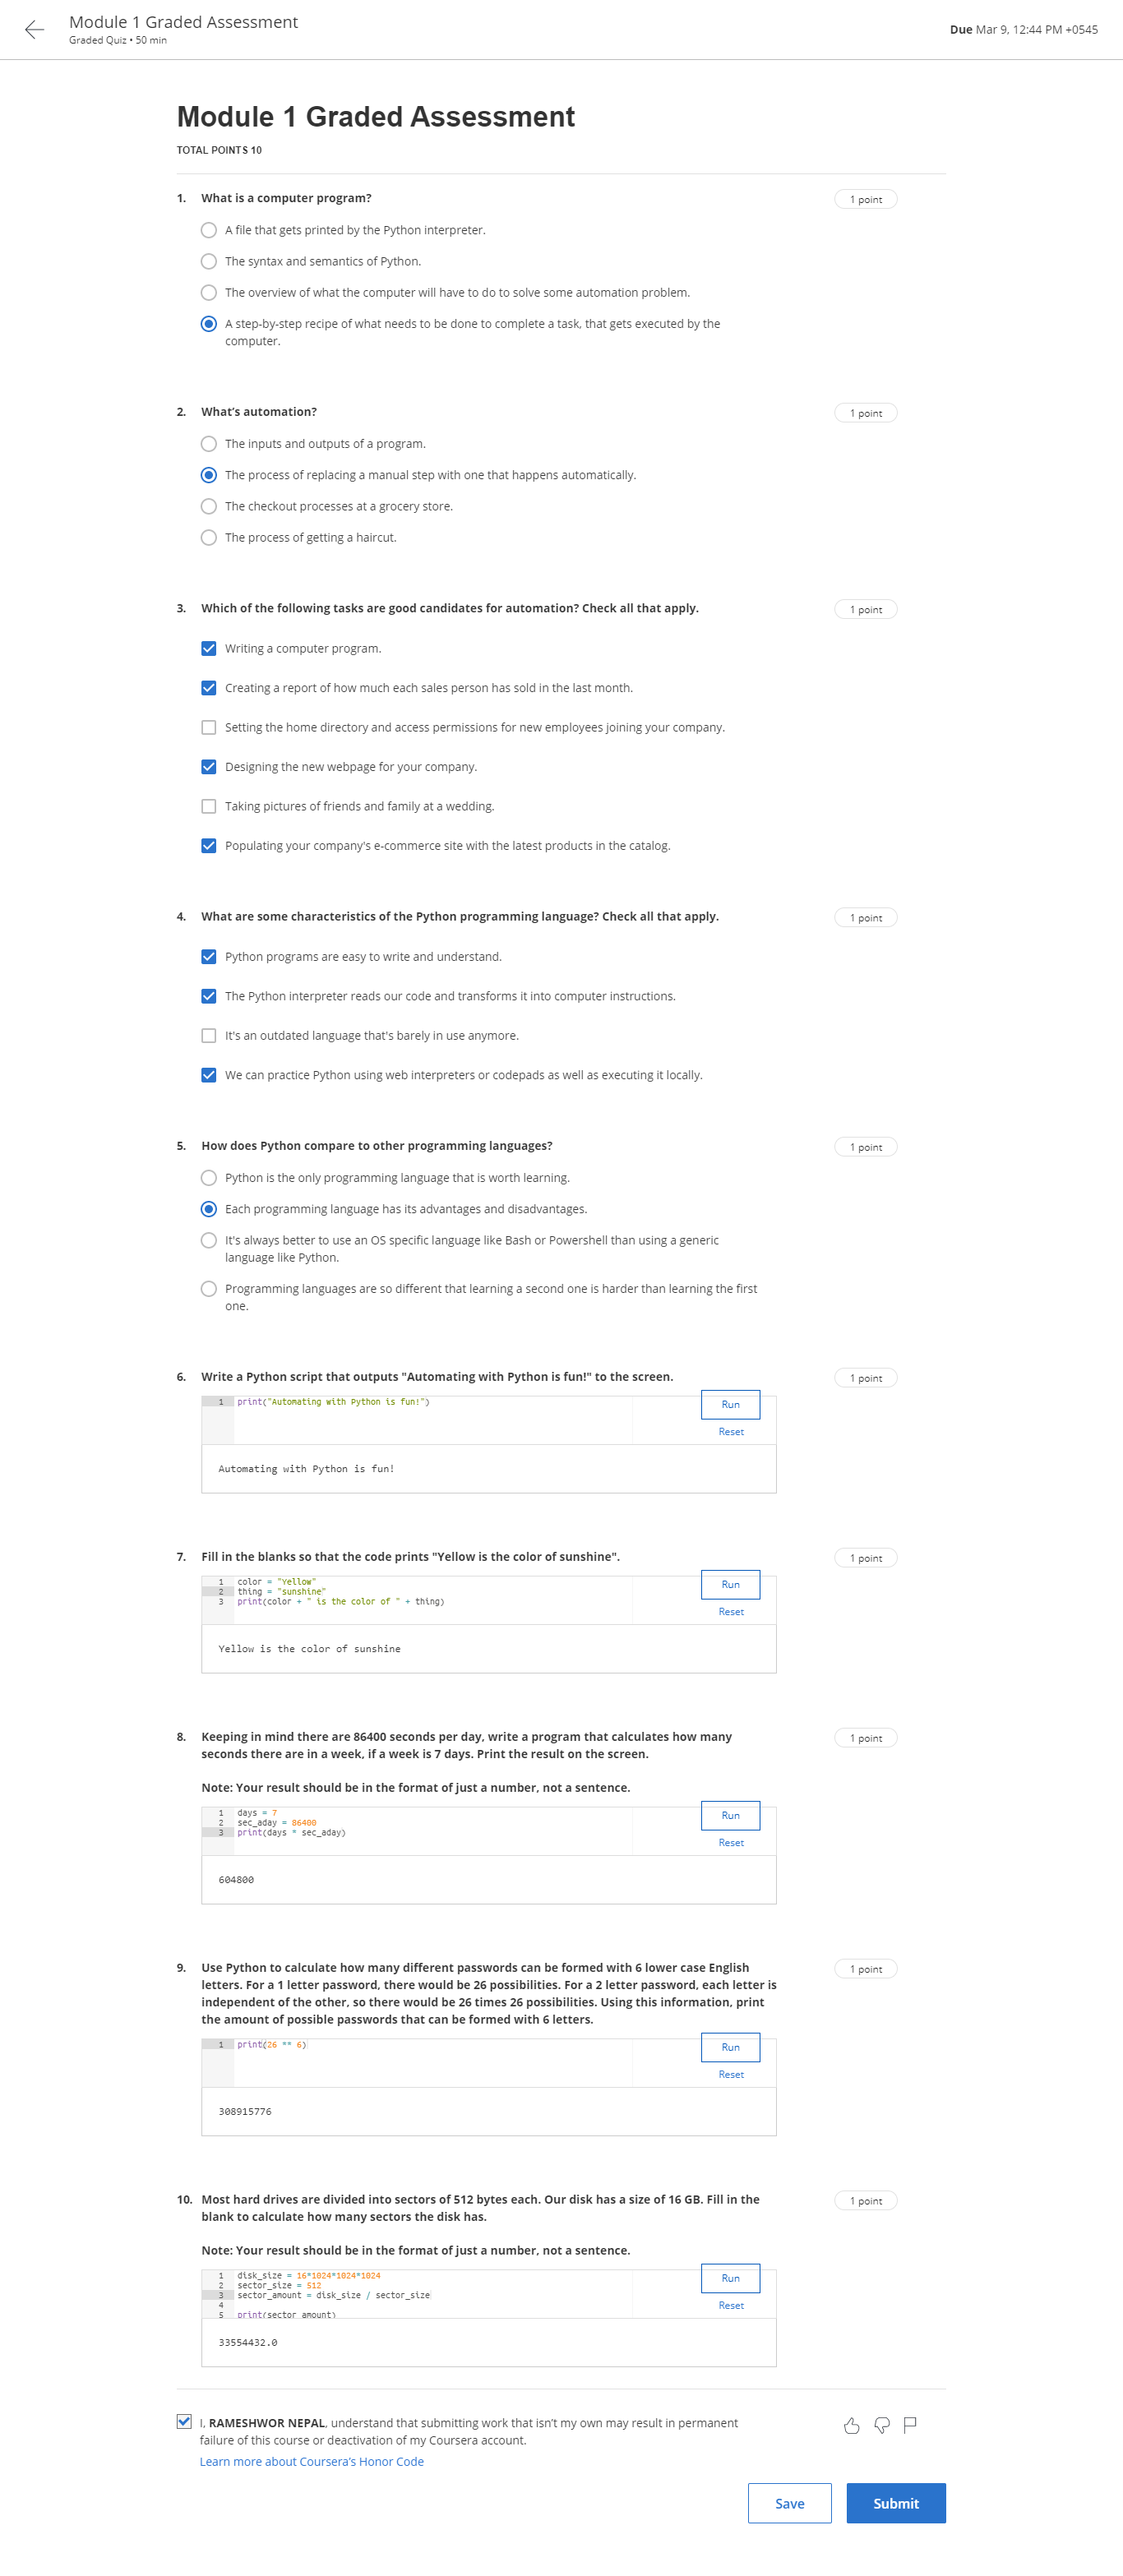 Module 1 Graded Assessment
Graded Quiz • 50 min
Due Mar 9, 12:44 PM +0545
Module 1 Graded Assessment
TOTAL POINTS 10
1. What is a computer program?
1 point
A file that gets printed by the Python interpreter.
The syntax and semantics of Python.
The overview of what the computer will have to do to solve some automation problem.
A step-by-step recipe of what needs to be done to complete a task, that gets executed by the
computer.
2. What’s automation?
1 point
The inputs and outputs of a program.
The process of replacing a manual step with one that happens automatically.
The checkout processes at a grocery store.
The process of getting a haircut.
3. Which of the following tasks are good candidates for automation? Check all that apply.
1 point
Writing a computer program.
Creating a report of how much each sales person has sold in the last month.
Setting the home directory and access permissions for new employees joining your company.
Designing the new webpage for your company.
Taking pictures of friends and family at a wedding.
Populating your company's e-commerce site with the latest products in the catalog.
4. What are some characteristics of the Python programming language? Check all that apply.
1 point
Python programs are easy to write and understand.
The Python interpreter reads our code and transforms it into computer instructions.
It's an outdated language that's barely in use anymore.
We can practice Python using web interpreters or codepads as well as executing it locally.
5. How does Python compare to other programming languages?
1 point
Python is the only programming language that is worth learning.
Each programming language has its advantages and disadvantages.
It's always better to use an OS specific language like Bash or Powershell than using a generic
language like Python.
Programming languages are so different that learning a second one is harder than learning the first
one.
6. Write a Python script that outputs "Automating with Python is fun!" to the screen.
1 point
1 print("Automating with Python is fun!")
Run
Reset
Automating with Python is fun!
7. Fill in the blanks so that the code prints "Yellow is the color of sunshine".
1 point
1 color = "Yellow"
2 thing = "sunshine"
3 print(color + " is the color of " + thing)
Run
Reset
Yellow is the color of sunshine
8. Keeping in mind there are 86400 seconds per day, write a program that calculates how many
seconds there are in a week, if a week is 7 days. Print the result on the screen.
1 point
Note: Your result should be in the format of just a number, not a sentence.
1 days = 7
2 sec_aday = 86400
3 print(days * sec_aday)
Run
Reset
604800
9. Use Python to calculate how many different passwords can be formed with 6 lower case English
letters. For a 1 letter password, there would be 26 possibilities. For a 2 letter password, each letter is
independent of the other, so there would be 26 times 26 possibilities. Using this information, print
the amount of possible passwords that can be formed with 6 letters.
1 point
1 print(26 ** 6)
Run
Reset
308915776
10. Most hard drives are divided into sectors of 512 bytes each. Our disk has a size of 16 GB. Fill in the
blank to calculate how many sectors the disk has.
1 point
Note: Your result should be in the format of just a number, not a sentence.
1 disk_size = 16*1024*1024*1024
2 sector_size = 512
3 sector_amount = disk_size / sector_size
4
5 print(sector_amount)
Run
Reset
33554432.0
I, RAMESHWOR NEPAL, understand that submitting work that isn’t my own may result in permanent
failure of this course or deactivation of my Coursera account.
Learn more about Coursera’s Honor Code
Save
Submit